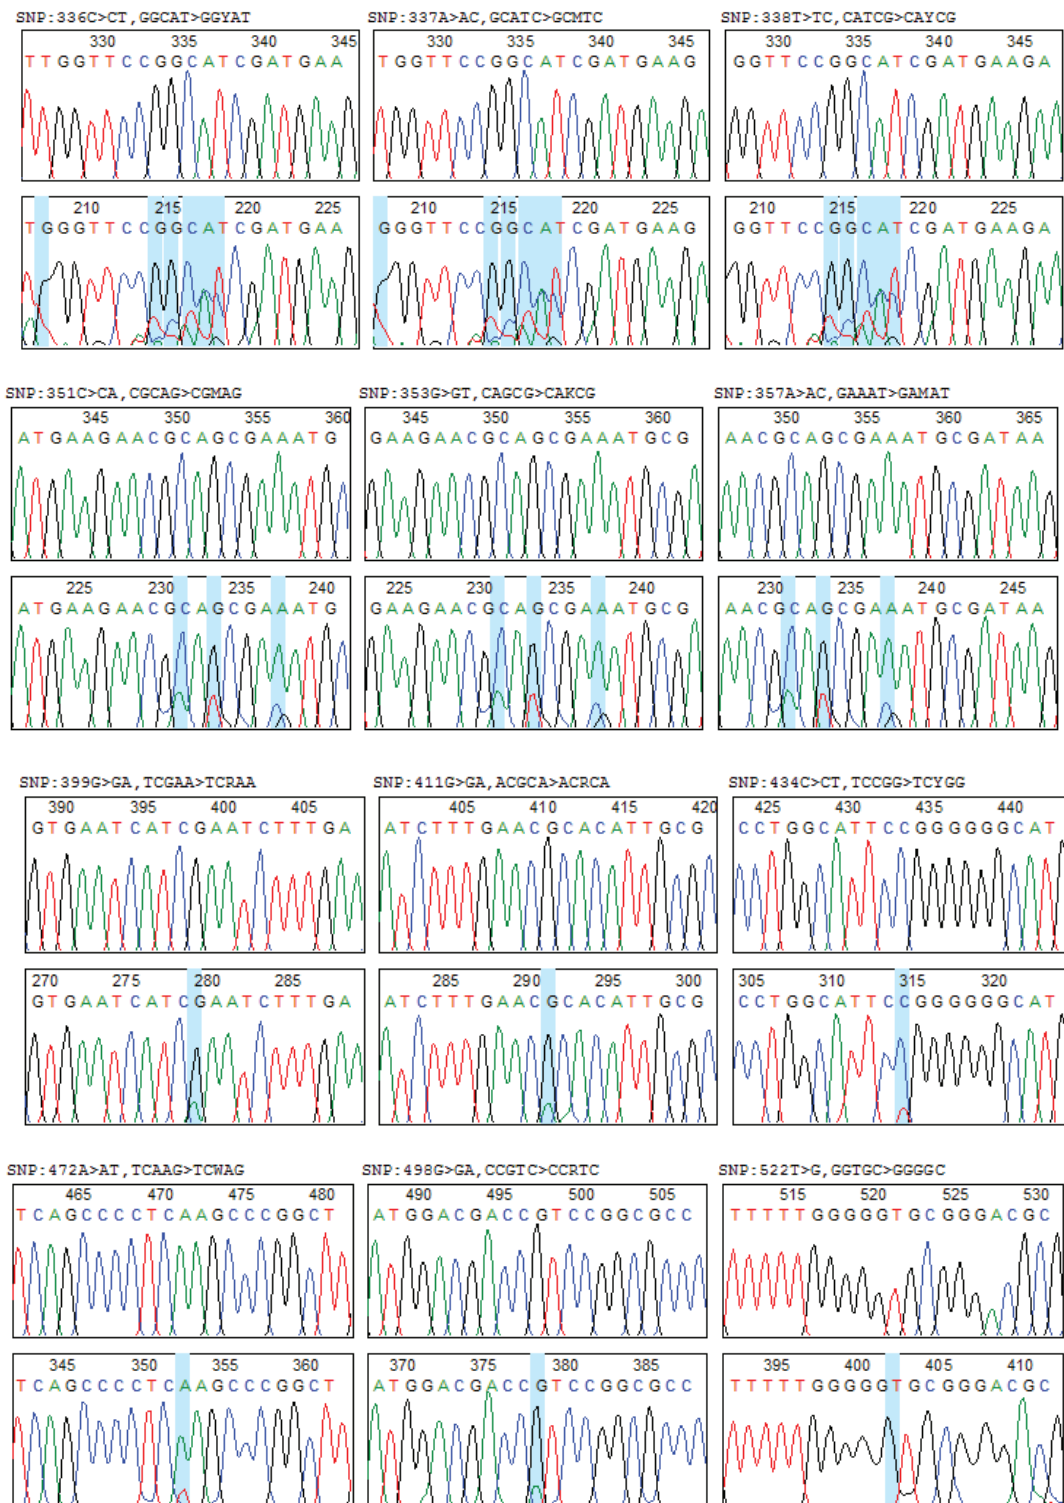 SNP:336C>CT,GGCAT>GGYAT SNP:337A>AC,GCATC>GCMTC SNP:338T>TC,CATCG>CAYCG
330 335 340 345 330 335 340 345 330 335 340 345
TTGGTTCCGGCATCGATGAA TGGTTCCGGCATCGATGAAG GGTTCCGGCATCGATGAAGA
210 215 220 225 210 215 220 225 210 215 220 225
TGGGTTCCGGCATCGATGAA GGGTTCCGGCATCGATGAAG GGTTCCGGCATCGATGAAGA
SNP:351C>CA,CGCAG>CGMAG SNP:353G>GT,CAGCG>CAKCG SNP:357A>AC,GAAAT>GAMAT
345 350 355 360 345 350 355 360 350 355 360 365
ATGAAGAACGCAGCGAAATG GAAGAACGCAGCGAAATGCG AACGCAGCGAAATGCGATAA
225 230 235 240 225 230 235 240 230 235 240 245
ATGAAGAACGCAGCGAAATG GAAGAACGCAGCGAAATGCG AACGCAGCGAAATGCGATAA
SNP:399G>GA,TCGAA>TCRAA SNP:411G>GA,ACGCA>ACRCA SNP:434C>CT,TCCGG>TCYGG
390 395 400 405 405 410 415 420 425 430 435 440
GTGAATCATCGAATCTTTGA ATCTTTGAACGCACATTGCG CCTGGCATTCCGGGGGGCAT
270 275 280 285 285 290 295 300 305 310 315 320
GTGAATCATCGAATCTTTGA ATCTTTGAACGCACATTGCG CCTGGCATTCCGGGGGGCAT
SNP:472A>AT,TCAAG>TCWAG SNP:498G>GA,CCGTC>CCRTC SNP:522T>G,GGTGC>GGGGC
465 470 475 480 490 495 500 505 515 520 525 530
TCAGCCCCTCAAGCCCGGCT ATGGACGACCGTCCGGCGCC TTTTTGGGGGTGCGGGACGC
345 350 355 360 370 375 380 385 395 400 405 410
TCAGCCCCTCAAGCCCGGCT ATGGACGACCGTCCGGCGCC TTTTTGGGGGTGCGGGACGC